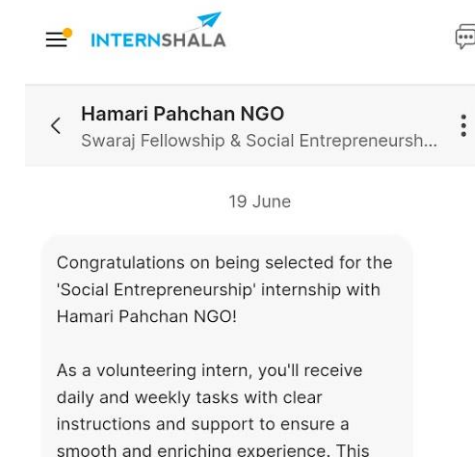 INTERNSHALA
Hamari Pahchan NGO
Swaraj Fellowship & Social Entrepreneursh...
19 June
Congratulations on being selected for the
'Social Entrepreneurship' internship with
Hamari Pahchan NGO!
As a volunteering intern, you'll receive
daily and weekly tasks with clear
instructions and support to ensure a
smooth and enriching experience. This